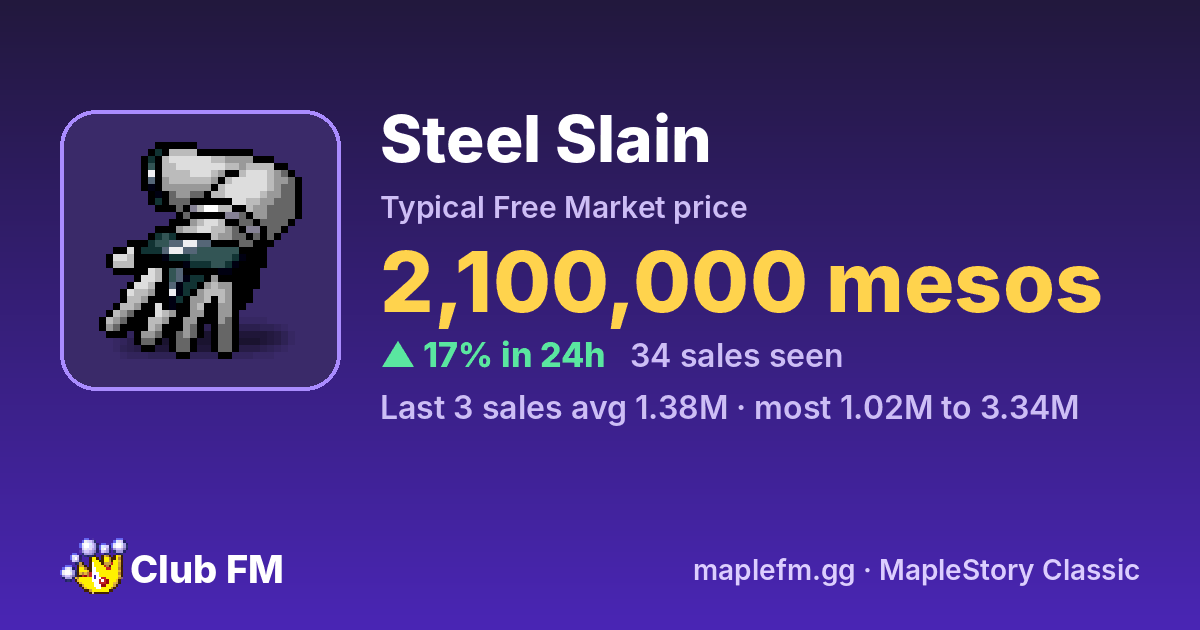 Steel Slain
Typical Free Market price
2,100,000 mesos
▲ 17% in 24h 34 sales seen
Last 3 sales avg 1.38M · most 1.02M to 3.34M
Club FM
maplefm.gg · MapleStory Classic